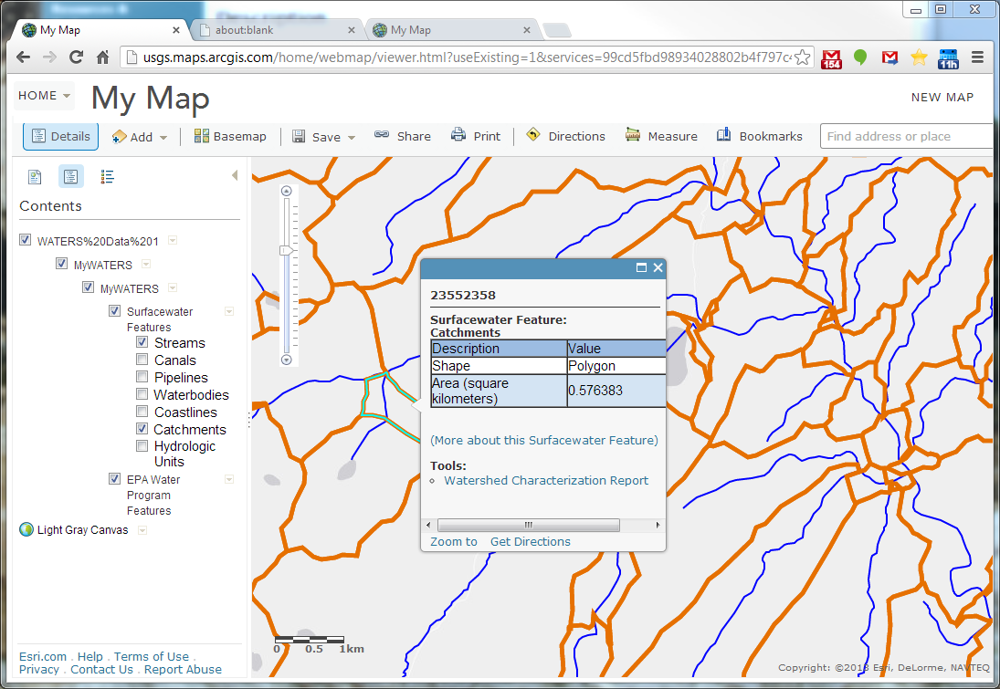 My Map
about:blank
My Map
usgs.maps.arcgis.com/home/webmap/viewer.html?useExisting=1&services=99cd5fbd98934028802b4f797c
154
11h
HOME
My Map
NEW MAP
Details
Add
Basemap
Save
Share
Print
Directions
Measure
Bookmarks
Find address or place
Contents
WATERS%20Data%201
MyWATERS
MyWATERS
Surfacewater
Features
Streams
Canals
Pipelines
Waterbodies
Coastlines
Catchments
Hydrologic
Units
EPA Water
Program
Features
Light Gray Canvas
Esri.com . Help . Terms of Use .
Privacy . Contact Us . Report Abuse
23552358
Surfacewater Feature:
Catchments
Description Value
Shape Polygon
Area (square
kilometers) 0.576383
(More about this Surfacewater Feature)
Tools:
Watershed Characterization Report
Zoom to Get Directions
0 0.5 1km
Copyright: ©2013 Esri, DeLorme, NAVTEQ